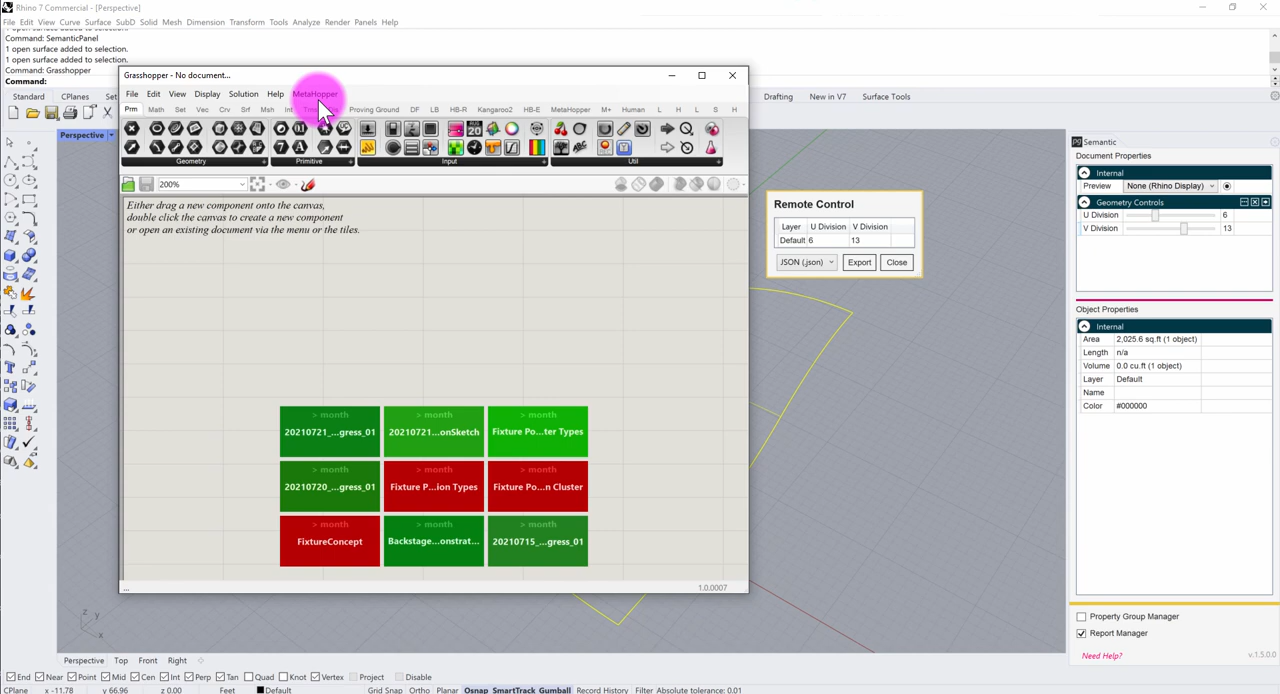 Rhino 7 Commercial - [Perspective]
File Edit View Curve Surface SubD Solid Mesh Dimension Transform Tools Analyze Render Panels Help
Command: SemanticPanel
1 open surface added to selection.
1 open surface added to selection.
Command: Grasshopper
Command:
Standard CPlanes Drafting New in V7 Surface Tools
Perspective
Grasshopper - No document...
File Edit View Display Solution Help MetaHopper
Prm Math Set Vec Crv Srf Msh Int Proving Ground DF LB HB-R Kangaroo2 HB-E MetaHopper M+ Human L H L S H
Geometry Primitive Input Util
200%
Either drag a new component onto the canvas,
double click the canvas to create a new component
or open an existing document via the menu or the tiles.
> month > month > month
20210721_...gress_01 20210721...onSketch Fixture Po...ter Types
> month > month > month
20210720_...gress_01 Fixture P...ion Types Fixture Po...n Cluster
> month > month > month
FixtureConcept Backstage...onstrat... 20210715_...gress_01
... 1.0.0007
Remote Control
Layer U Division V Division
Default 6 13
JSON (.json) Export Close
Semantic
Document Properties
Internal
Preview None (Rhino Display)
Geometry Controls
U Division 6
V Division 13
Object Properties
Internal
Area 2,025.6 sq.ft (1 object)
Length n/a
Volume 0.0 cu.ft (1 object)
Layer Default
Name
Color #000000
Property Group Manager
Report Manager
Need Help? v.1.5.0.0
z y
x
Perspective Top Front Right
End Near Point Mid Cen Int Perp Tan Quad Knot Vertex Project Disable
CPlane x -11.78 y 66.96 z 0.00 Feet Default Grid Snap Ortho Planar Osnap SmartTrack Gumball Record History Filter Absolute tolerance: 0.01